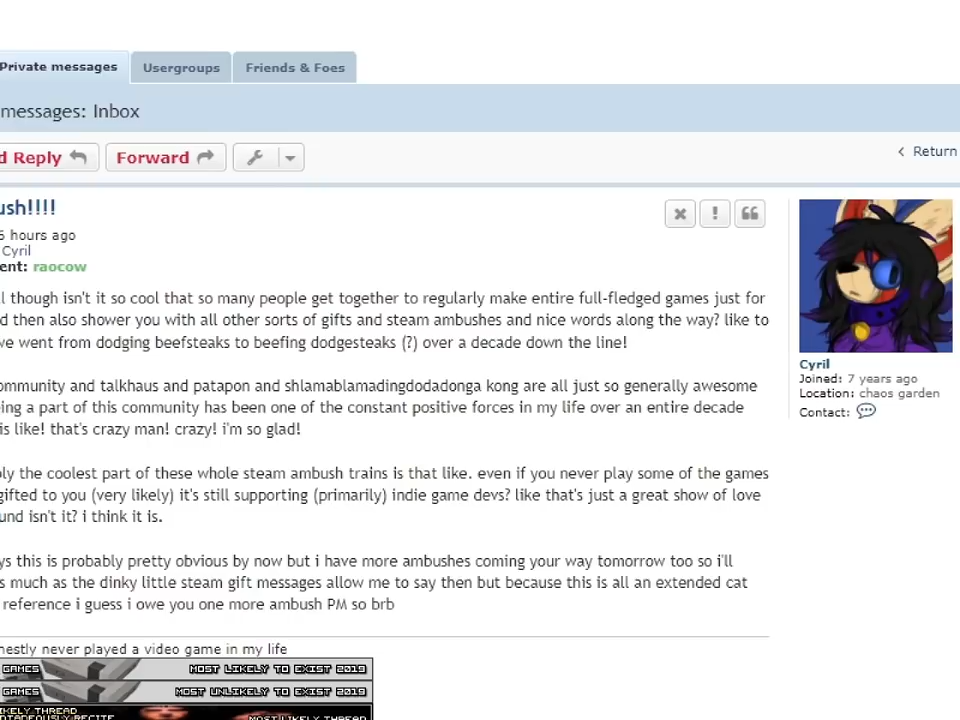 Private messages Usergroups Friends & Foes
messages: Inbox
d Reply Forward
Return
ush!!!!
6 hours ago
Cyril
ent: raocow
l though isn't it so cool that so many people get together to regularly make entire full-fledged games just for
d then also shower you with all other sorts of gifts and steam ambushes and nice words along the way? like to
ve went from dodging beefsteaks to beefing dodgesteaks (?) over a decade down the line!
ommunity and talkhaus and patapon and shlamablamadingdodadonga kong are all just so generally awesome
ing a part of this community has been one of the constant positive forces in my life over an entire decade
is like! that's crazy man! crazy! i'm so glad!
bly the coolest part of these whole steam ambush trains is that like. even if you never play some of the games
gifted to you (very likely) it's still supporting (primarily) indie game devs? like that's just a great show of love
und isn't it? i think it is.
ys this is probably pretty obvious by now but i have more ambushes coming your way tomorrow too so i'll
s much as the dinky little steam gift messages allow me to say then but because this is all an extended cat
reference i guess i owe you one more ambush PM so brb
nestly never played a video game in my life
GAMES MOST LIKELY TO EXIST 2019
GAMES MOST UNLIKELY TO EXIST 2019
IKELY THREAD
NTANEOUSLY RECITE MOST LIKELY THREAD
Cyril
Joined: 7 years ago
Location: chaos garden
Contact: